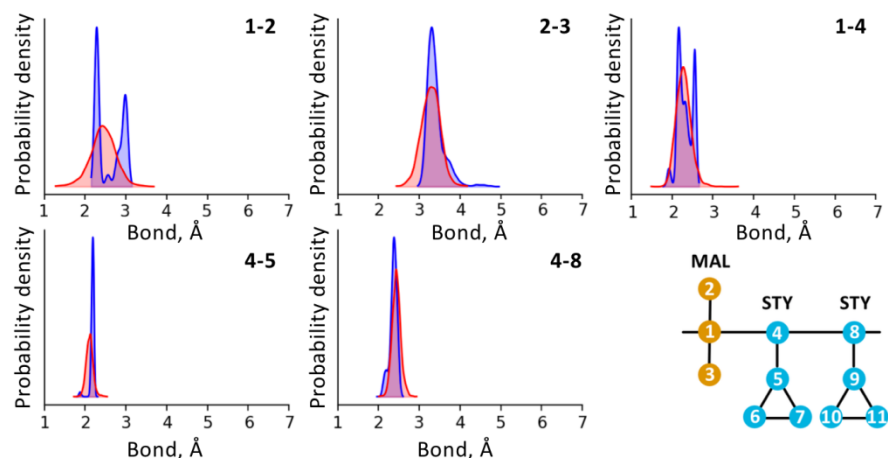 1-2
Probability density
1 2 3 4 5 6 7
Bond, Å
2-3
Probability density
1 2 3 4 5 6 7
Bond, Å
1-4
Probability density
1 2 3 4 5 6 7
Bond, Å
4-5
Probability density
1 2 3 4 5 6 7
Bond, Å
4-8
Probability density
1 2 3 4 5 6 7
Bond, Å
MAL
2
STY STY
1 4 8
3
5 9
6 7 10 11